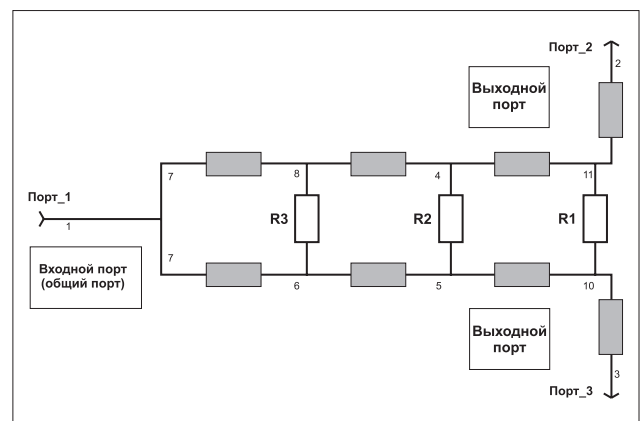 Порт_2
2
Выходной
порт
7
8
4
11
Порт_1
1
R3
R2
R1
7
6
5
10
Входной порт
(общий порт)
Выходной
порт
3
Порт_3